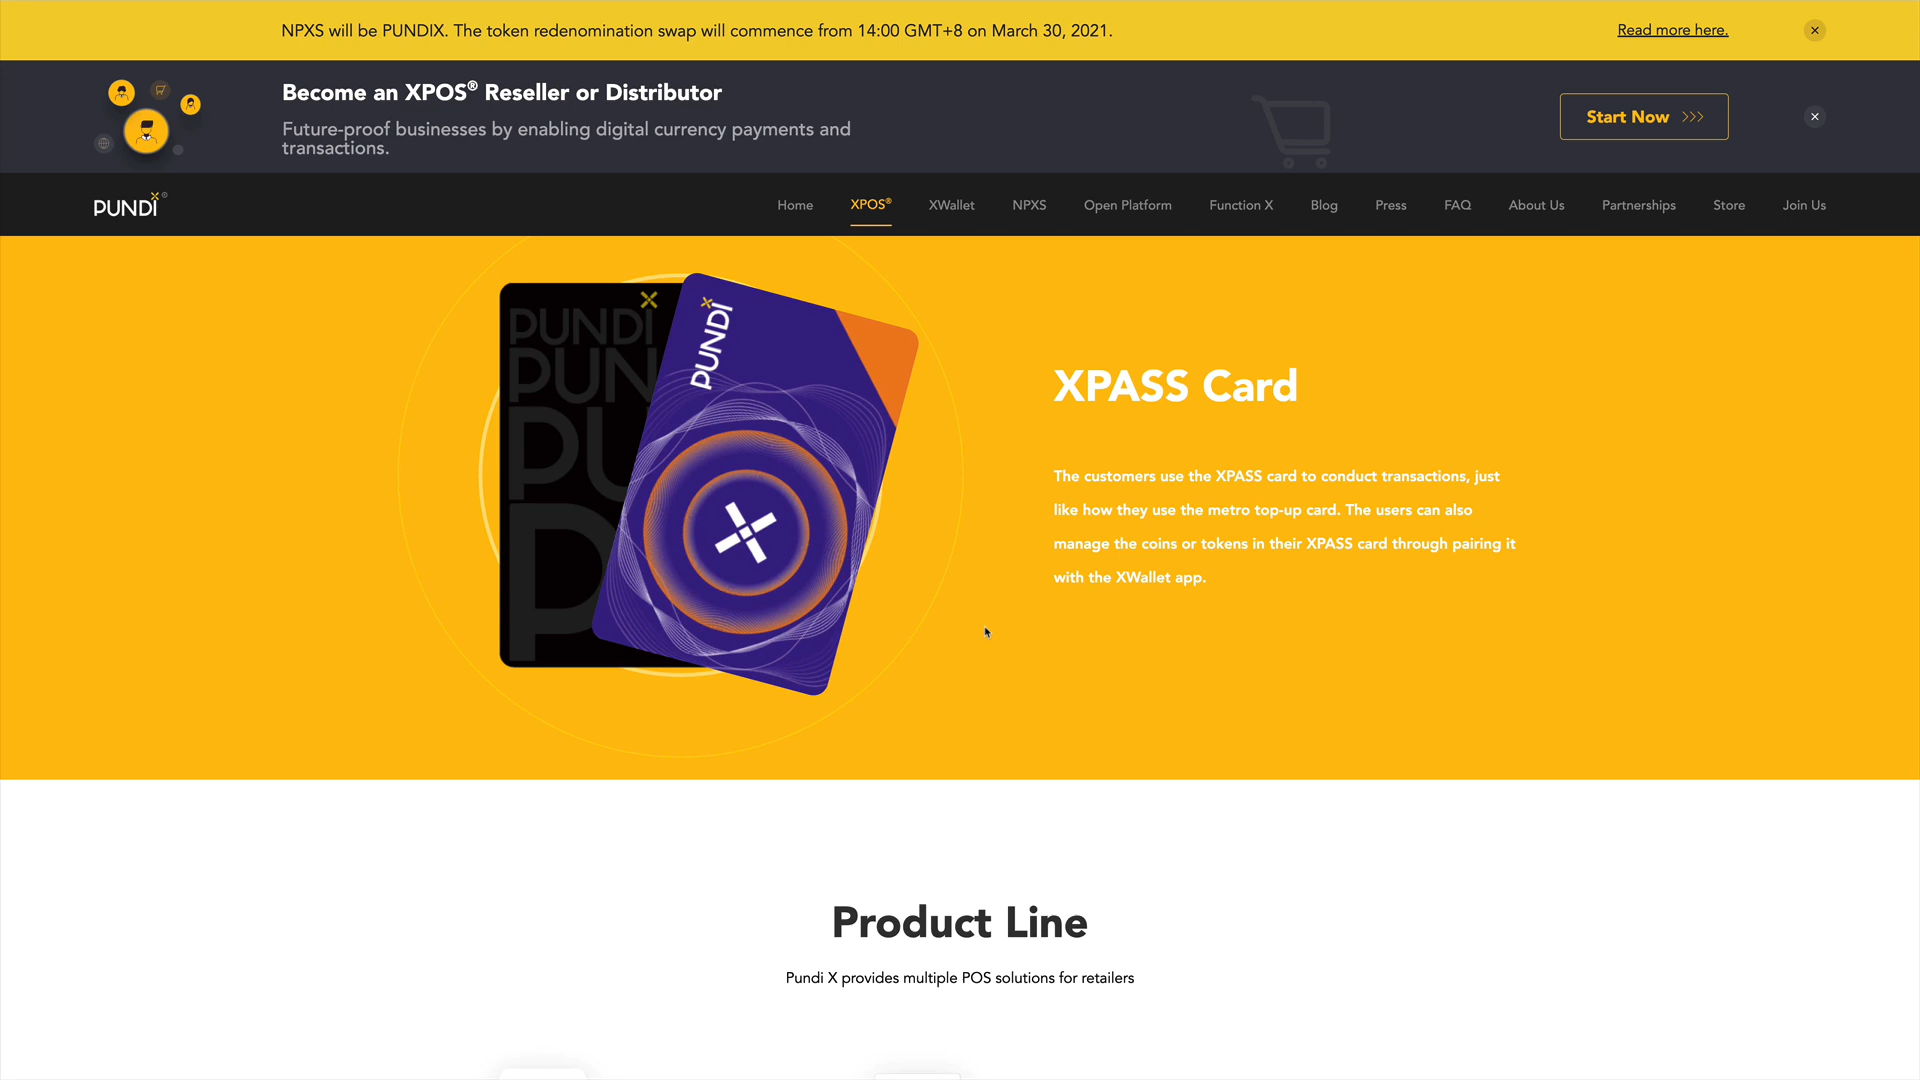 NPXS will be PUNDIX. The token redenomination swap will commence from 14:00 GMT+8 on March 30, 2021.
Read more here.
Become an XPOS® Reseller or Distributor
Future-proof businesses by enabling digital currency payments and
transactions.
Start Now
PUNDI X ®
Home
XPOS®
XWallet
NPXS
Open Platform
Function X
Blog
Press
FAQ
About Us
Partnerships
Store
Join Us
PUNDI
PUN
PU
P
PUNDI X
XPASS Card
The customers use the XPASS card to conduct transactions, just
like how they use the metro top-up card. The users can also
manage the coins or tokens in their XPASS card through pairing it
with the XWallet app.
Product Line
Pundi X provides multiple POS solutions for retailers